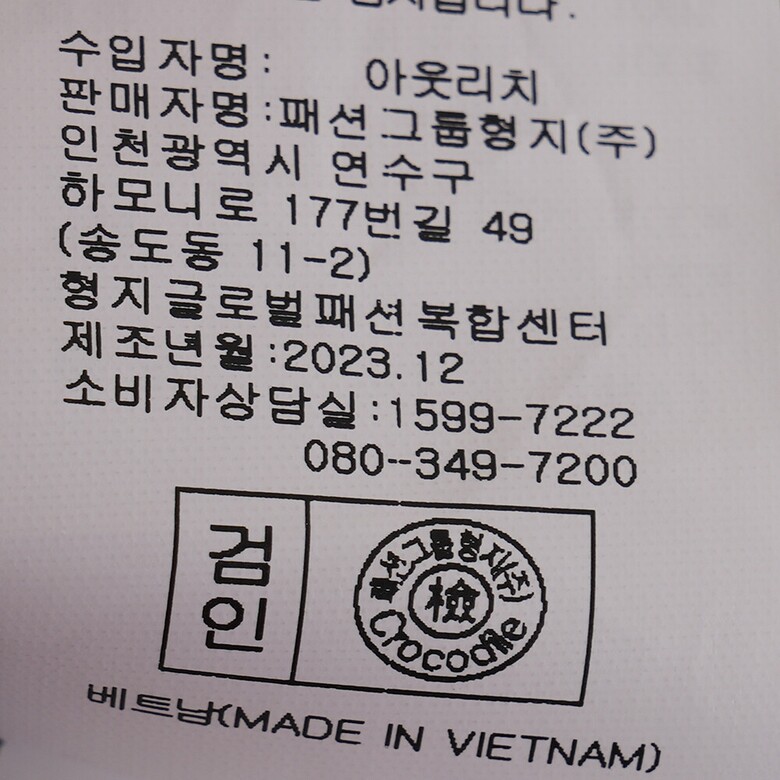 수입자명: 아웃리치
판매자명:패션그룹형지(주)
인천광역시 연수구
하모니로 177번길 49
(송도동 11-2)
형지글로벌패션복합센터
제조년월:2023.12
소비자상담실:1599-7222
080-349-7200
검인
패션그룹형지(주)
檢
Crocodile
베트남(MADE IN VIETNAM)